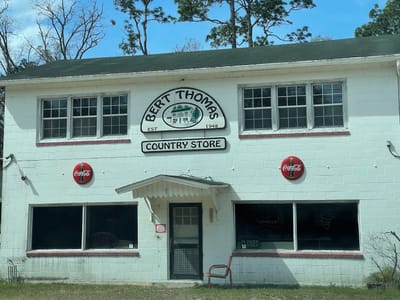 BERT THOMAS
EST 1948
COUNTRY STORE
Coca-Cola
Coca-Cola